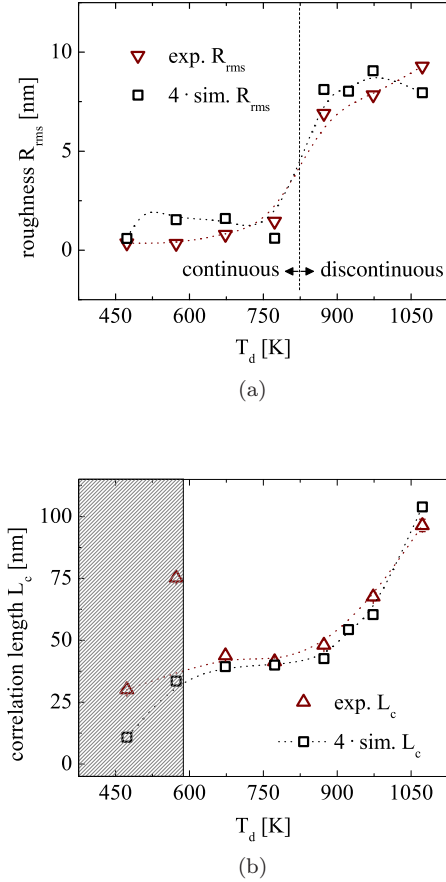 (a)
roughness R_rms [nm]
10
5
0
exp. R_rms
4 · sim. R_rms
continuous
discontinuous
450 600 750 900 1050
T_d [K]
(b)
correlation length L_c [nm]
100
75
50
25
0
exp. L_c
4 · sim. L_c
450 600 750 900 1050
T_d [K]